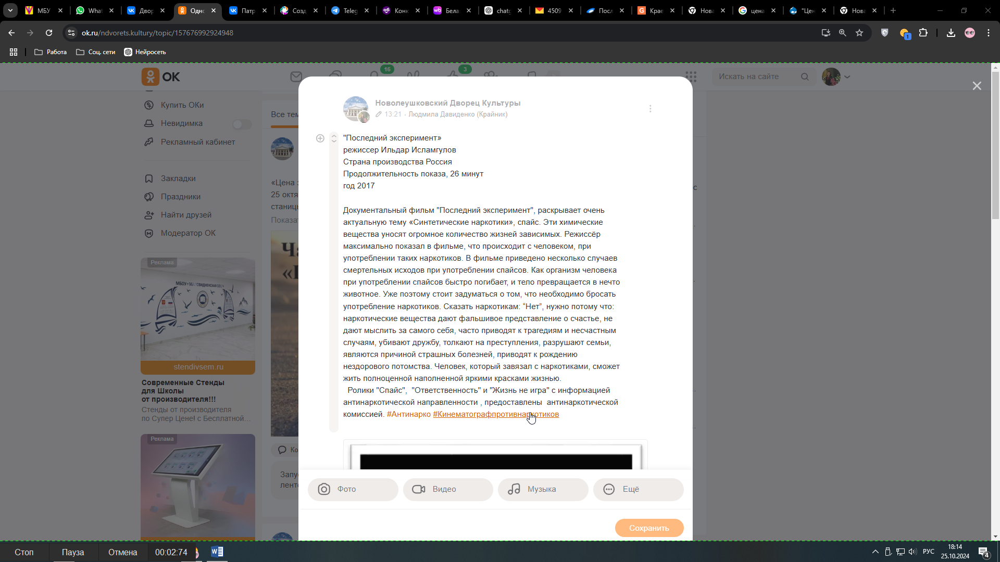 МБУ
What
Двор
Одно
Патр
Созд
Teleg
Конк
Бела
chatg
4509
Посл
Крае
Нова
цена
"Цен
Нова
ok.ru/ndvorets.kultury/topic/157676992924948
Работа
Соц. сети
Нейросеть
OK
16
3
Искать на сайте
Купить ОКи
Невидимка
Рекламный кабинет
Закладки
Праздники
Найти друзей
Модератор ОК
Реклама
stendivsem.ru
Современные Стенды
для Школы
от производителя!!!
Стенды от производителя
по Супер Цене! с Бесплатной...
Реклама
Все тем
«Цена
25 октя
станиць
Показат
Новолеушковский Дворец Культуры
13:21 · Людмила Давиденко (Крайник)
"Последний эксперимент»
режиссер Ильдар Исламгулов
Страна производства Россия
Продолжительность показа, 26 минут
год 2017
Документальный фильм "Последний эксперимент", раскрывает очень
актуальную тему «Синтетические наркотики», спайс. Эти химические
вещества уносят огромное количество жизней зависимых. Режиссёр
максимально показал в фильме, что происходит с человеком, при
употреблении таких наркотиков. В фильме приведено несколько случаев
смертельных исходов при употреблении спайсов. Как организм человека
при употреблении спайсов быстро погибает, и тело превращается в нечто
животное. Уже поэтому стоит задуматься о том, что необходимо бросать
употребление наркотиков. Сказать наркотикам: “Нет”, нужно потому что:
наркотические вещества дают фальшивое представление о счастье, не
дают мыслить за самого себя, часто приводят к трагедиям и несчастным
случаям, убивают дружбу, толкают на преступления, разрушают семьи,
являются причиной страшных болезней, приводят к рождению
нездорового потомства. Человек, который завязал с наркотиками, сможет
жить полноценной наполненной яркими красками жизнью.
Ролики "Спайс", "Ответственность" и "Жизнь не игра" с информацией
антинаркотической направленности , предоставлены антинаркотической
комиссией. #Антинарко #Кинематографпротивнаркотиков
Ко
Запус
ленте
Фото
Видео
Музыка
Ещё
Сохранить
Стоп
Пауза
Отмена
00:02:74
РУС
18:14
25.10.2024
4